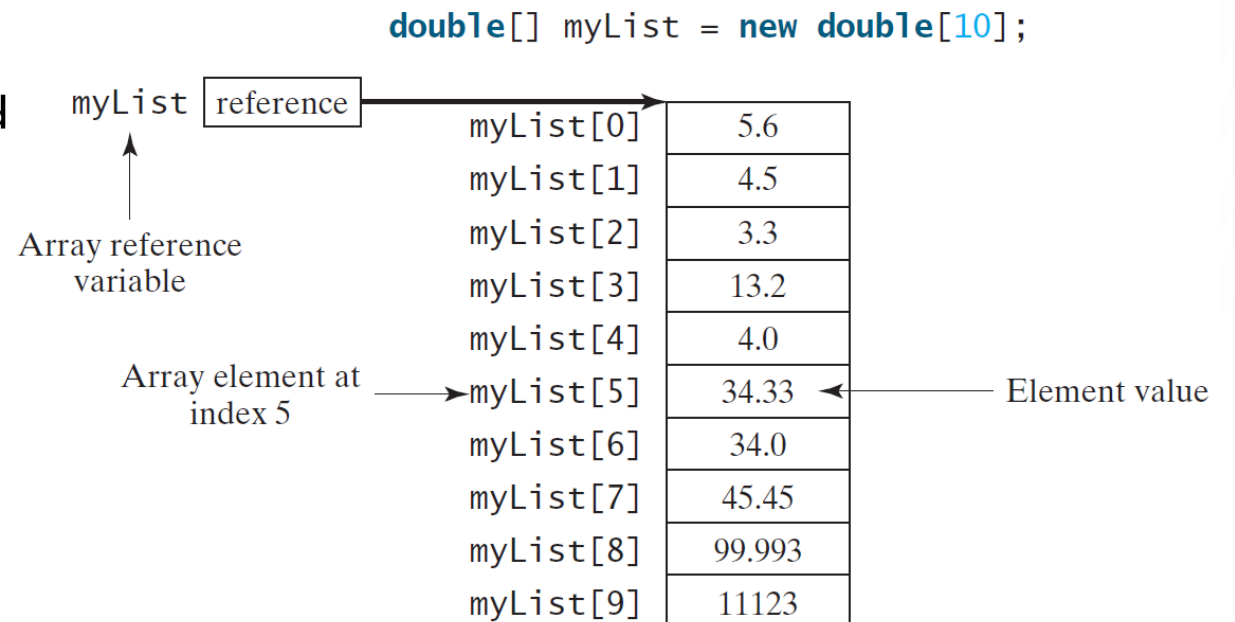 double[] myList = new double[10];
myList reference
myList[0] 5.6
myList[1] 4.5
Array reference
variable
myList[2] 3.3
myList[3] 13.2
myList[4] 4.0
Array element at
index 5
myList[5] 34.33 Element value
myList[6] 34.0
myList[7] 45.45
myList[8] 99.993
myList[9] 11123